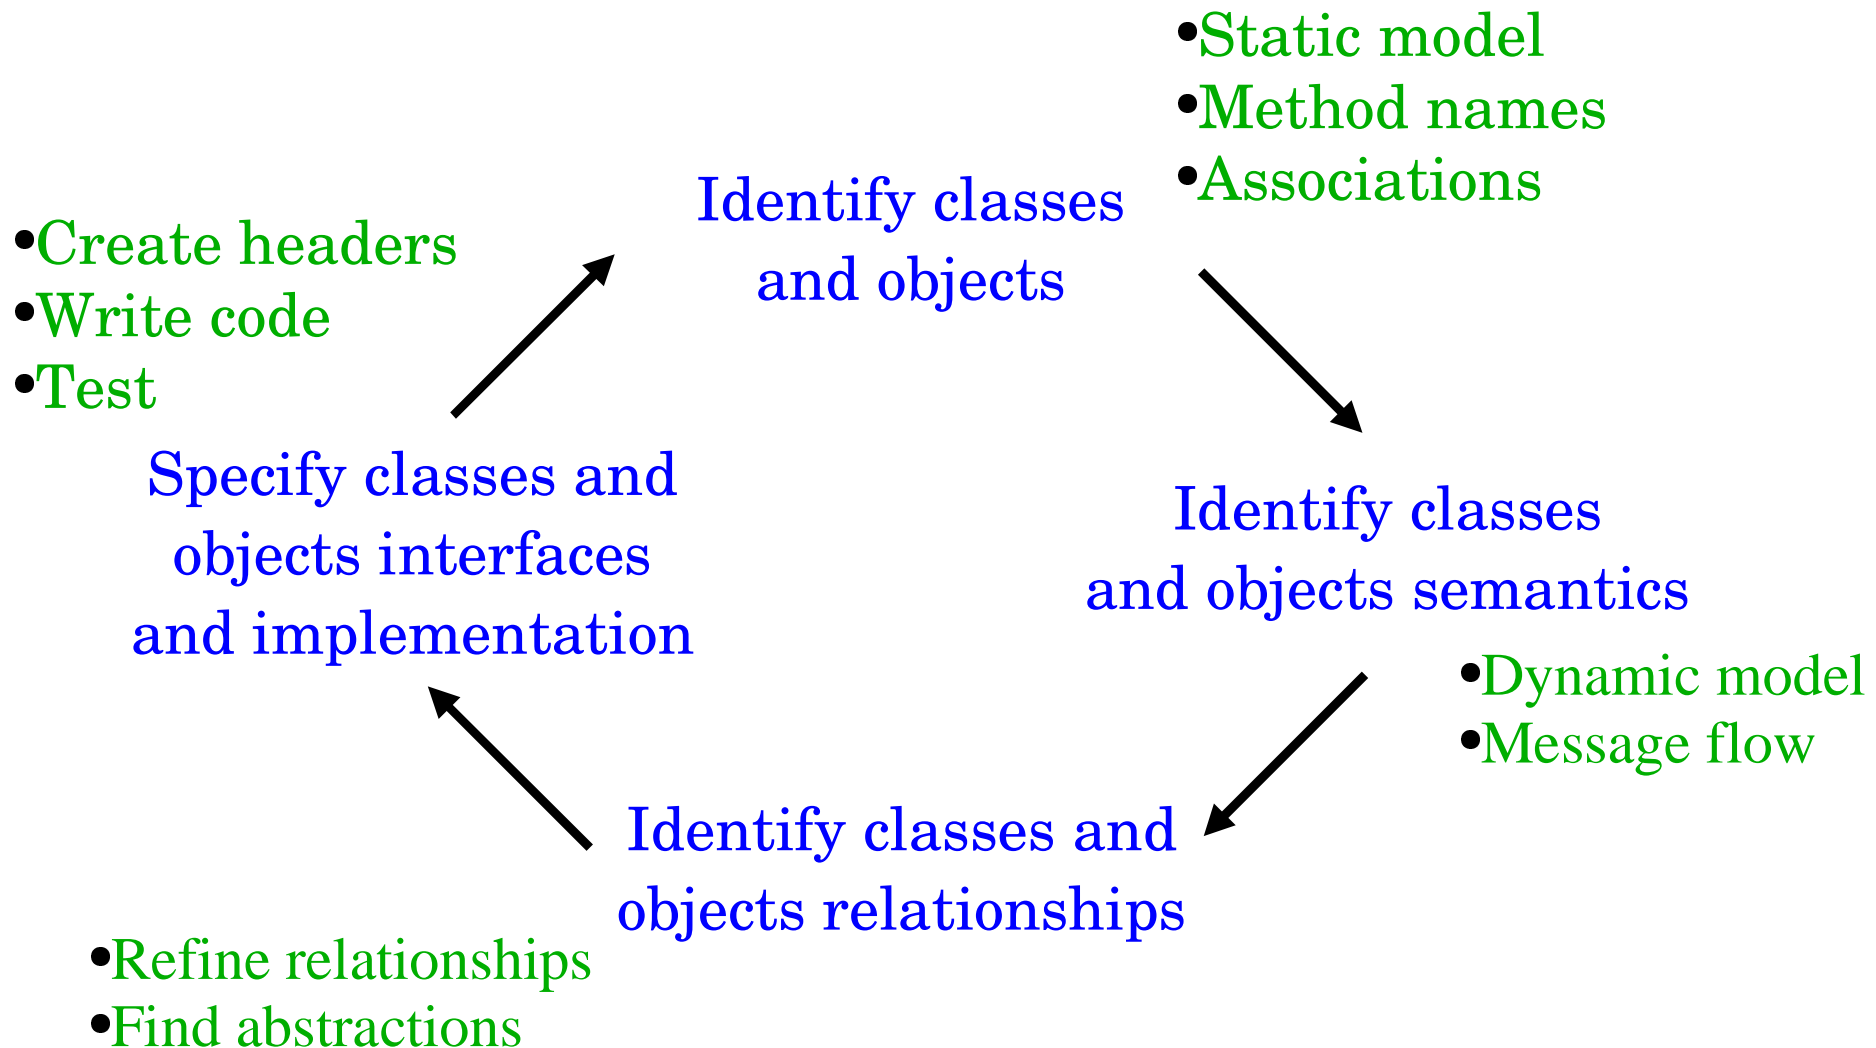 •Static model
•Method names
•Associations
Identify classes
and objects
•Create headers
•Write code
•Test
Specify classes and
objects interfaces
and implementation
Identify classes
and objects semantics
•Dynamic model
•Message flow
Identify classes and
objects relationships
•Refine relationships
•Find abstractions